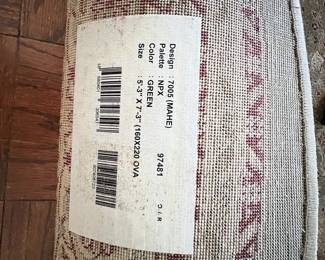 Design : 7005 (MAHE)
Palette : NPX 97481
Color : GREEN
Size : 5'-3" X 7'-3" (160X220 OVA